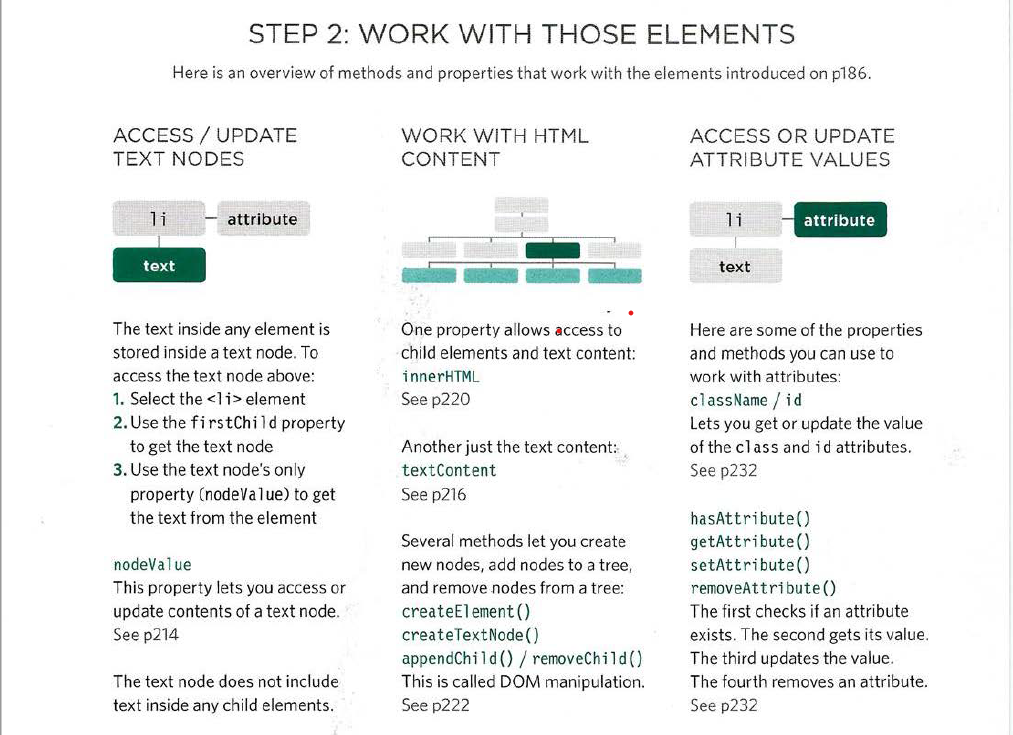 STEP 2: WORK WITH THOSE ELEMENTS
Here is an overview of methods and properties that work with the elements introduced on p186.
ACCESS / UPDATE
TEXT NODES
li
attribute
text
The text inside any element is
stored inside a text node. To
access the text node above:
1. Select the <li> element
2. Use the firstChild property
to get the text node
3. Use the text node's only
property (nodeValue) to get
the text from the element
nodeValue
This property lets you access or
update contents of a text node.
See p214
The text node does not include
text inside any child elements.
WORK WITH HTML
CONTENT
One property allows access to
child elements and text content:
innerHTML
See p220
Another just the text content:
textContent
See p216
Several methods let you create
new nodes, add nodes to a tree,
and remove nodes from a tree:
createElement()
createTextNode()
appendChild() / removeChild()
This is called DOM manipulation.
See p222
ACCESS OR UPDATE
ATTRIBUTE VALUES
li
attribute
text
Here are some of the properties
and methods you can use to
work with attributes:
className / id
Lets you get or update the value
of the class and id attributes.
See p232
hasAttribute()
getAttribute()
setAttribute()
removeAttribute()
The first checks if an attribute
exists. The second gets its value.
The third updates the value.
The fourth removes an attribute.
See p232